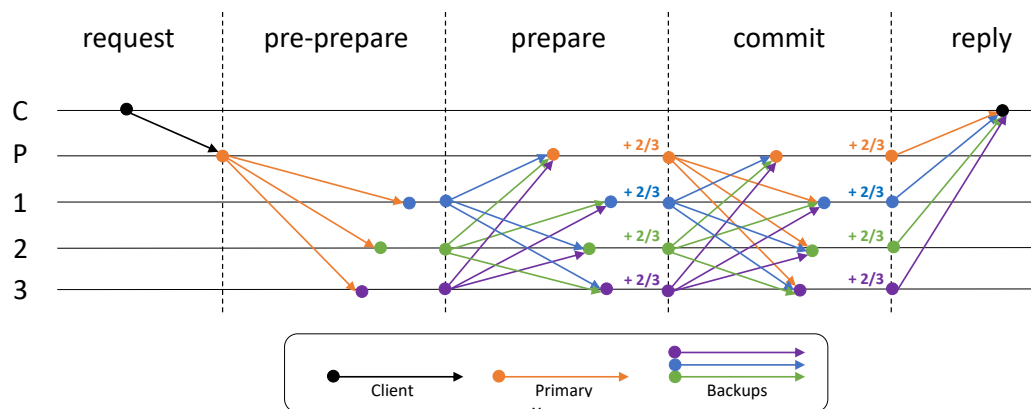 request pre-prepare prepare commit reply
C
P + 2/3 + 2/3
1 + 2/3 + 2/3
2 + 2/3 + 2/3
3 + 2/3 + 2/3
Client Primary Backups